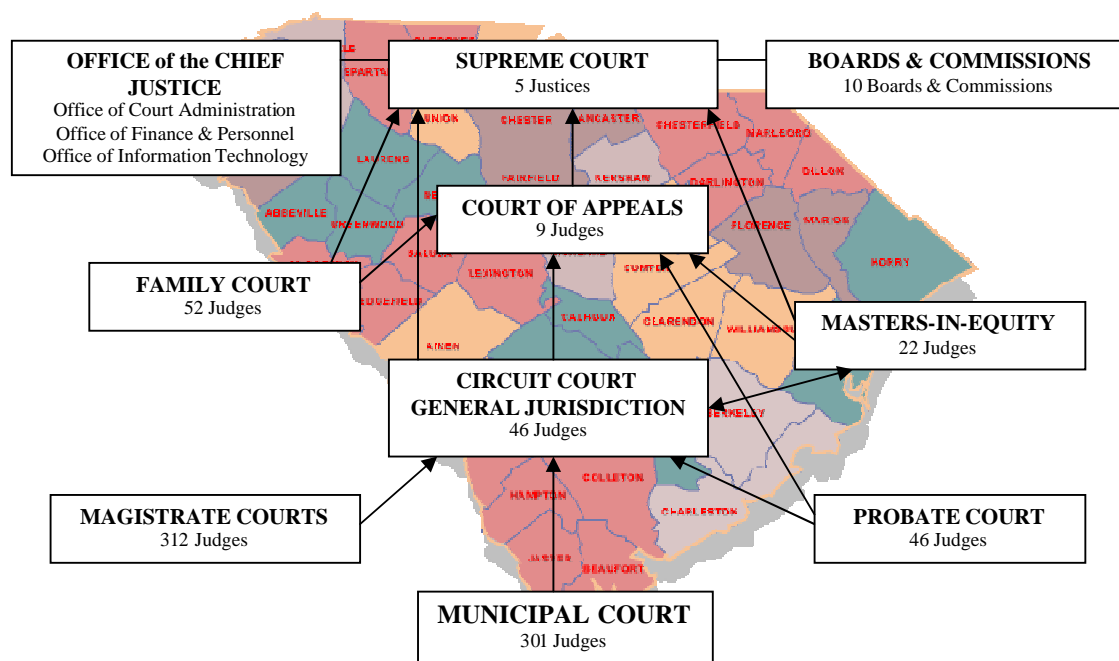 OFFICE of the CHIEF
JUSTICE
Office of Court Administration
Office of Finance & Personnel
Office of Information Technology
SUPREME COURT
5 Justices
BOARDS & COMMISSIONS
10 Boards & Commissions
UNION
CHESTER
CHESTERFIELD
MARLBORO
DILLON
LAURENS
FAIRFIELD
KERSHAW
DARLINGTON
ABBEVILLE
GREENWOOD
COURT OF APPEALS
9 Judges
FLORENCE
MARION
HORRY
SALUDA
LEXINGTON
FAMILY COURT
52 Judges
CALHOUN
CLARENDON
AIKEN
MASTERS-IN-EQUITY
22 Judges
CIRCUIT COURT
GENERAL JURISDICTION
46 Judges
BERKELEY
COLLETON
HAMPTON
CHARLESTON
MAGISTRATE COURTS
312 Judges
PROBATE COURT
46 Judges
JASPER
BEAUFORT
MUNICIPAL COURT
301 Judges